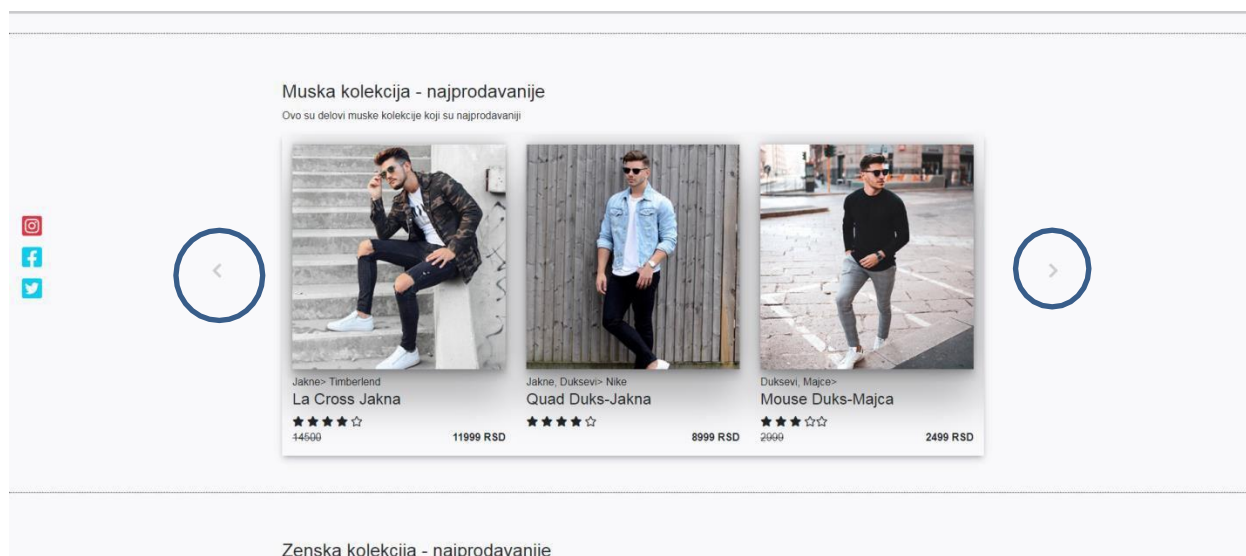 Muska kolekcija - najprodavanije
Ovo su delovi muske kolekcije koji su najprodavaniji
Jakne> Timberlend
La Cross Jakna
14500 11999 RSD
Jakne, Duksevi> Nike
Quad Duks-Jakna
8999 RSD
Duksevi, Majce>
Mouse Duks-Majca
2999 2499 RSD
Zenska kolekcija - najprodavanije